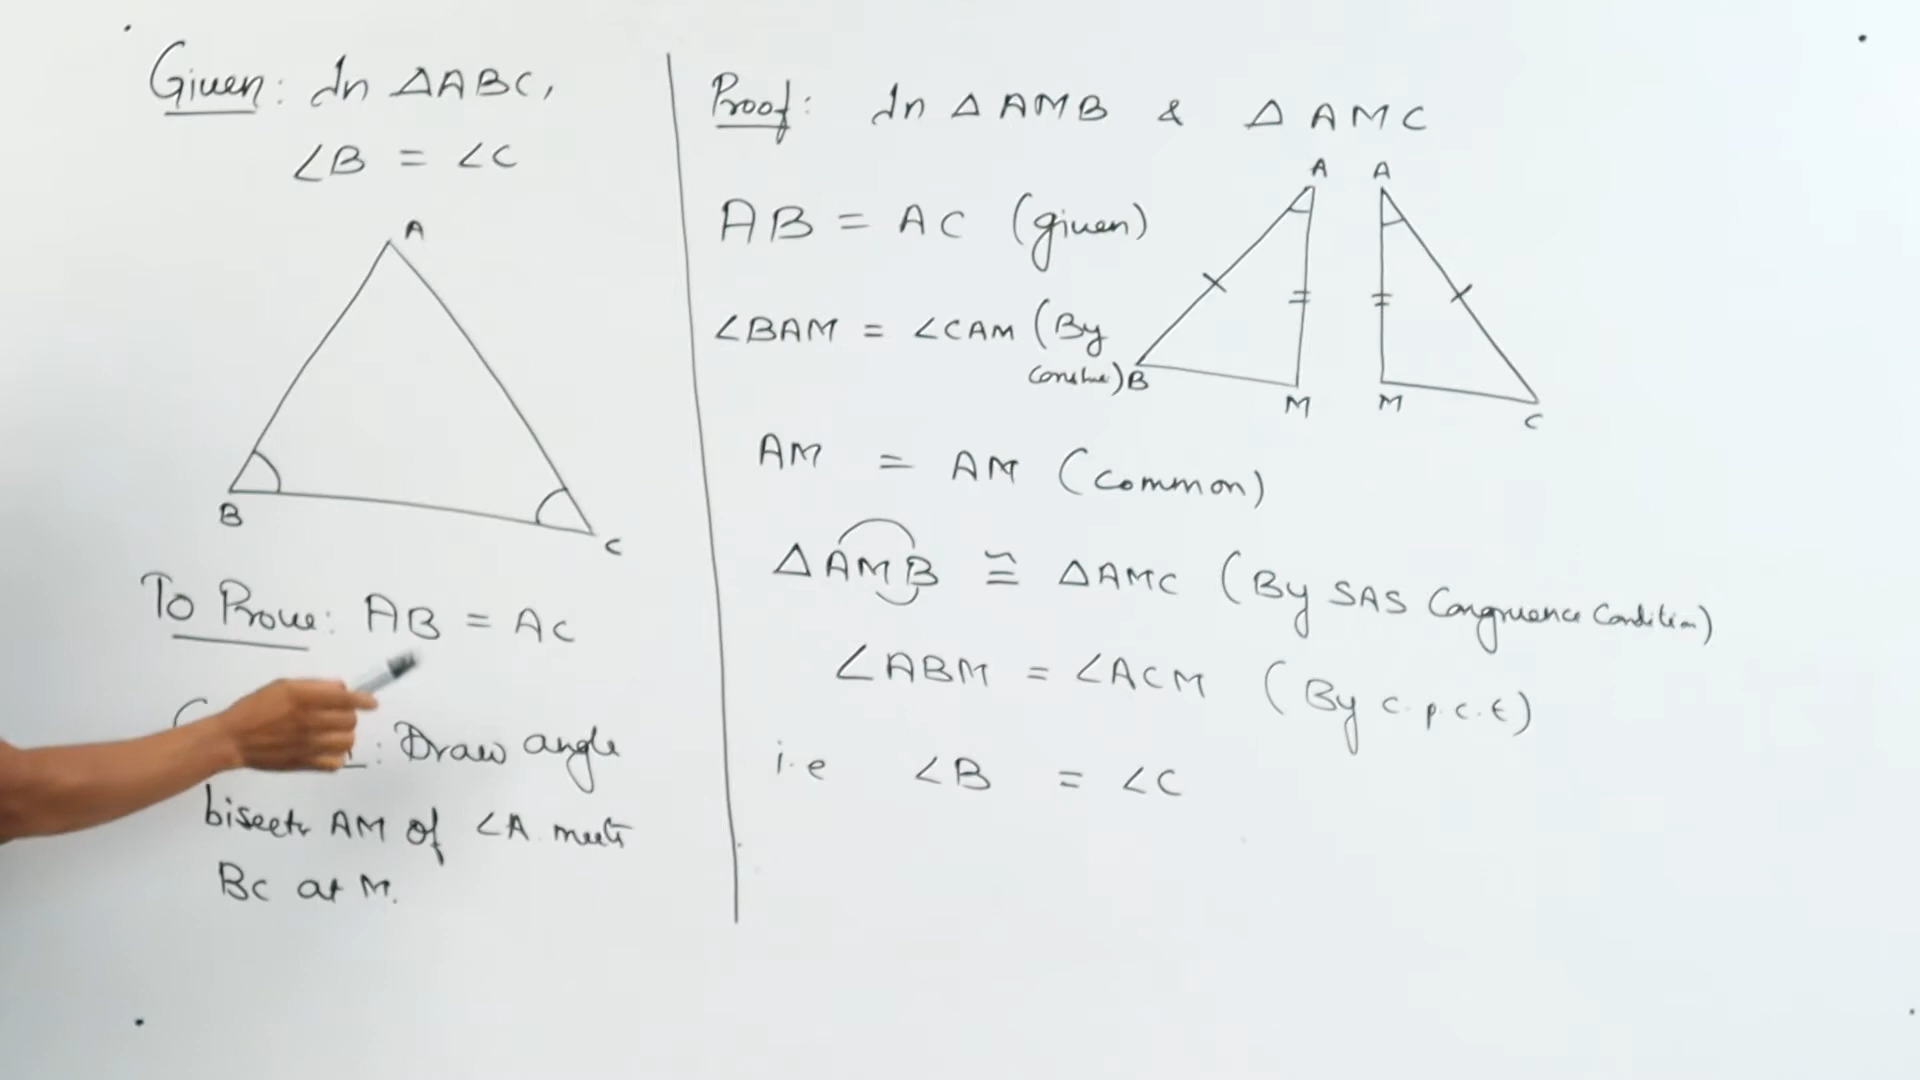 Given: In △ABC,
∠B = ∠C
A
B
C
To Prove: AB = AC
: Draw angle
bisector AM of ∠A meets
BC at M.
Proof: In △AMB & △AMC
AB = AC (given)
∠BAM = ∠CAM (By
Constue)
A
B
M
A
M
C
AM = AM (common)
△AMB ≅ △AMC (By SAS Congruence Condition)
∠ABM = ∠ACM (By c.p.c.t)
i.e ∠B = ∠C